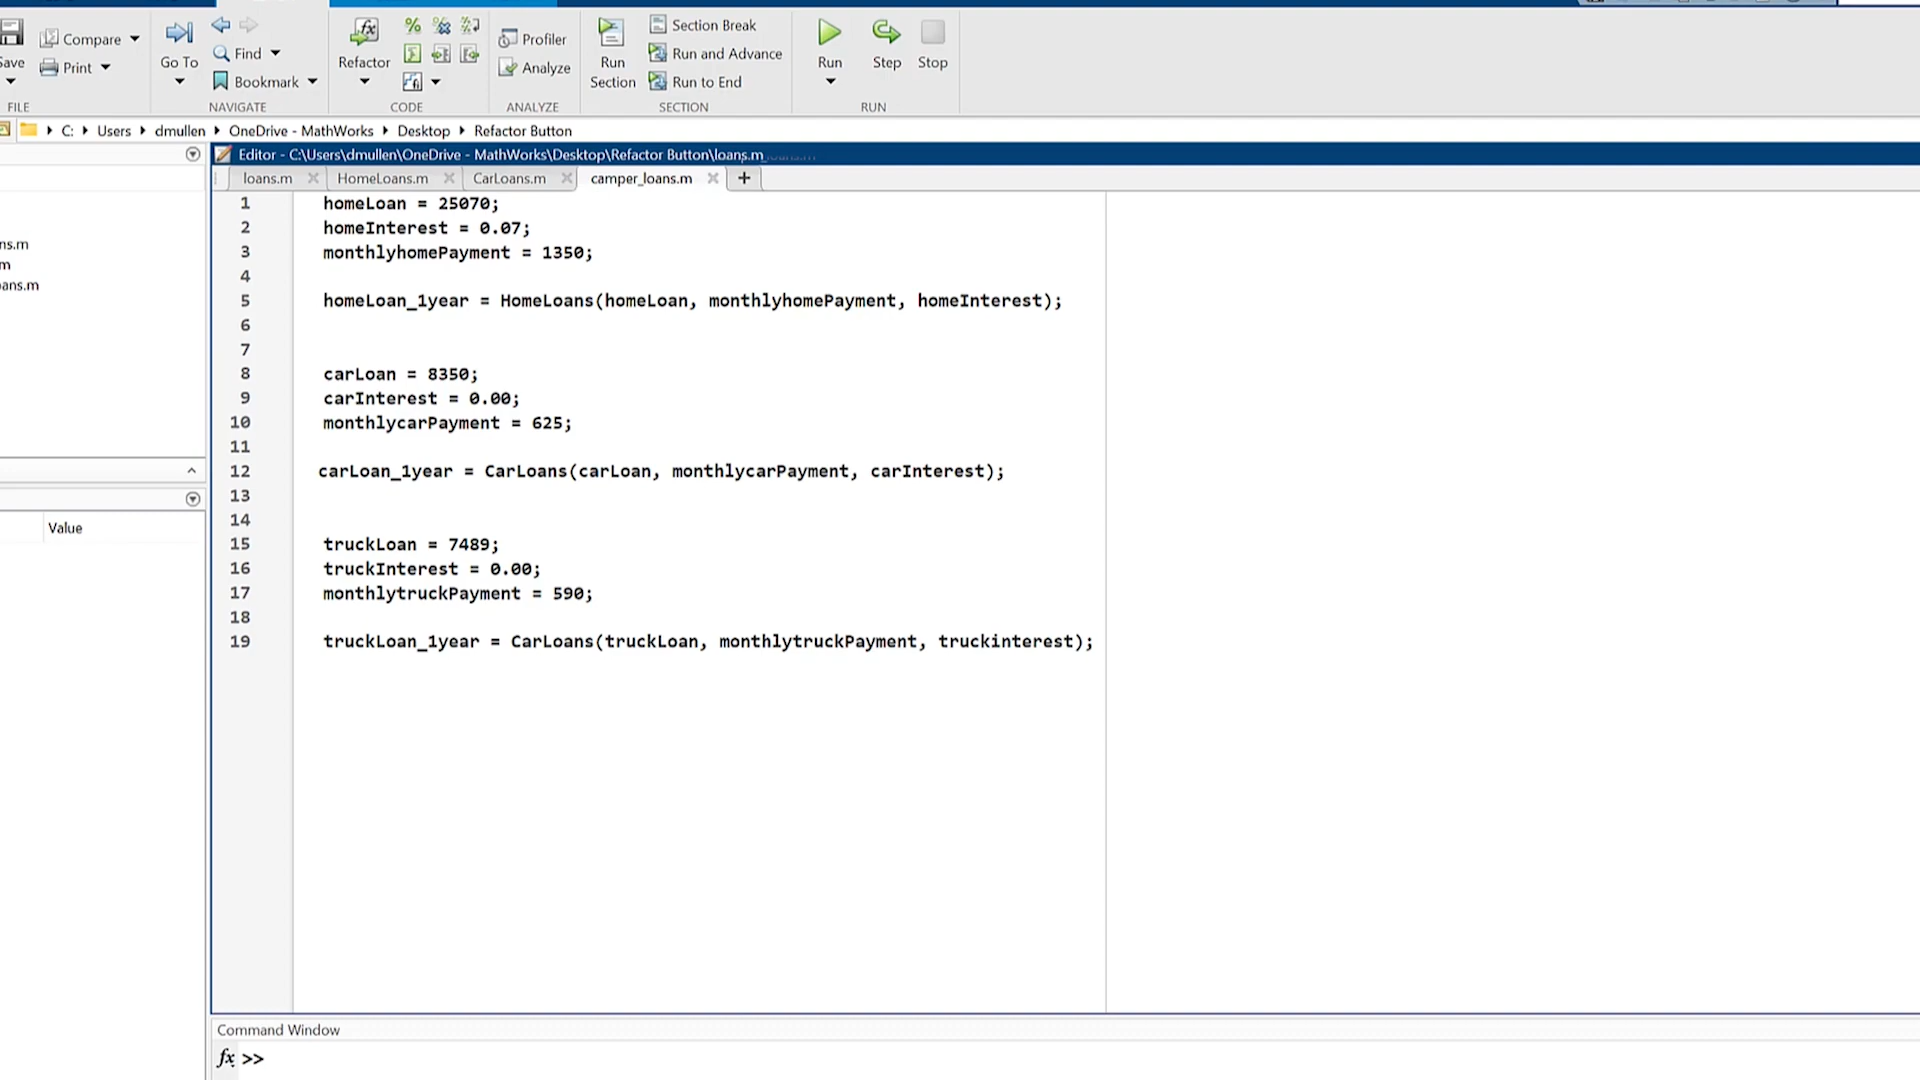 Section Break
Compare
Find
Profiler
Save
Print
Go To
Refactor
Run
Run and Advance
Run
Step
Stop
Bookmark
Analyze
Section
Run to End
FILE
NAVIGATE
CODE
ANALYZE
SECTION
RUN
C: Users dmullen OneDrive - MathWorks Desktop Refactor Button
Editor - C:\Users\dmullen\OneDrive - MathWorks\Desktop\Refactor Button\loans.m
loans.m HomeLoans.m CarLoans.m camper_loans.m +
1 homeLoan = 25070;
2 homeInterest = 0.07;
3 monthlyhomePayment = 1350;
4
5 homeLoan_1year = HomeLoans(homeLoan, monthlyhomePayment, homeInterest);
6
7
8 carLoan = 8350;
9 carInterest = 0.00;
10 monthlycarPayment = 625;
11
12 carLoan_1year = CarLoans(carLoan, monthlycarPayment, carInterest);
13
14
15 truckLoan = 7489;
16 truckInterest = 0.00;
17 monthlytruckPayment = 590;
18
19 truckLoan_1year = CarLoans(truckLoan, monthlytruckPayment, truckinterest);
ns.m
m
oans.m
Value
Command Window
fx >>